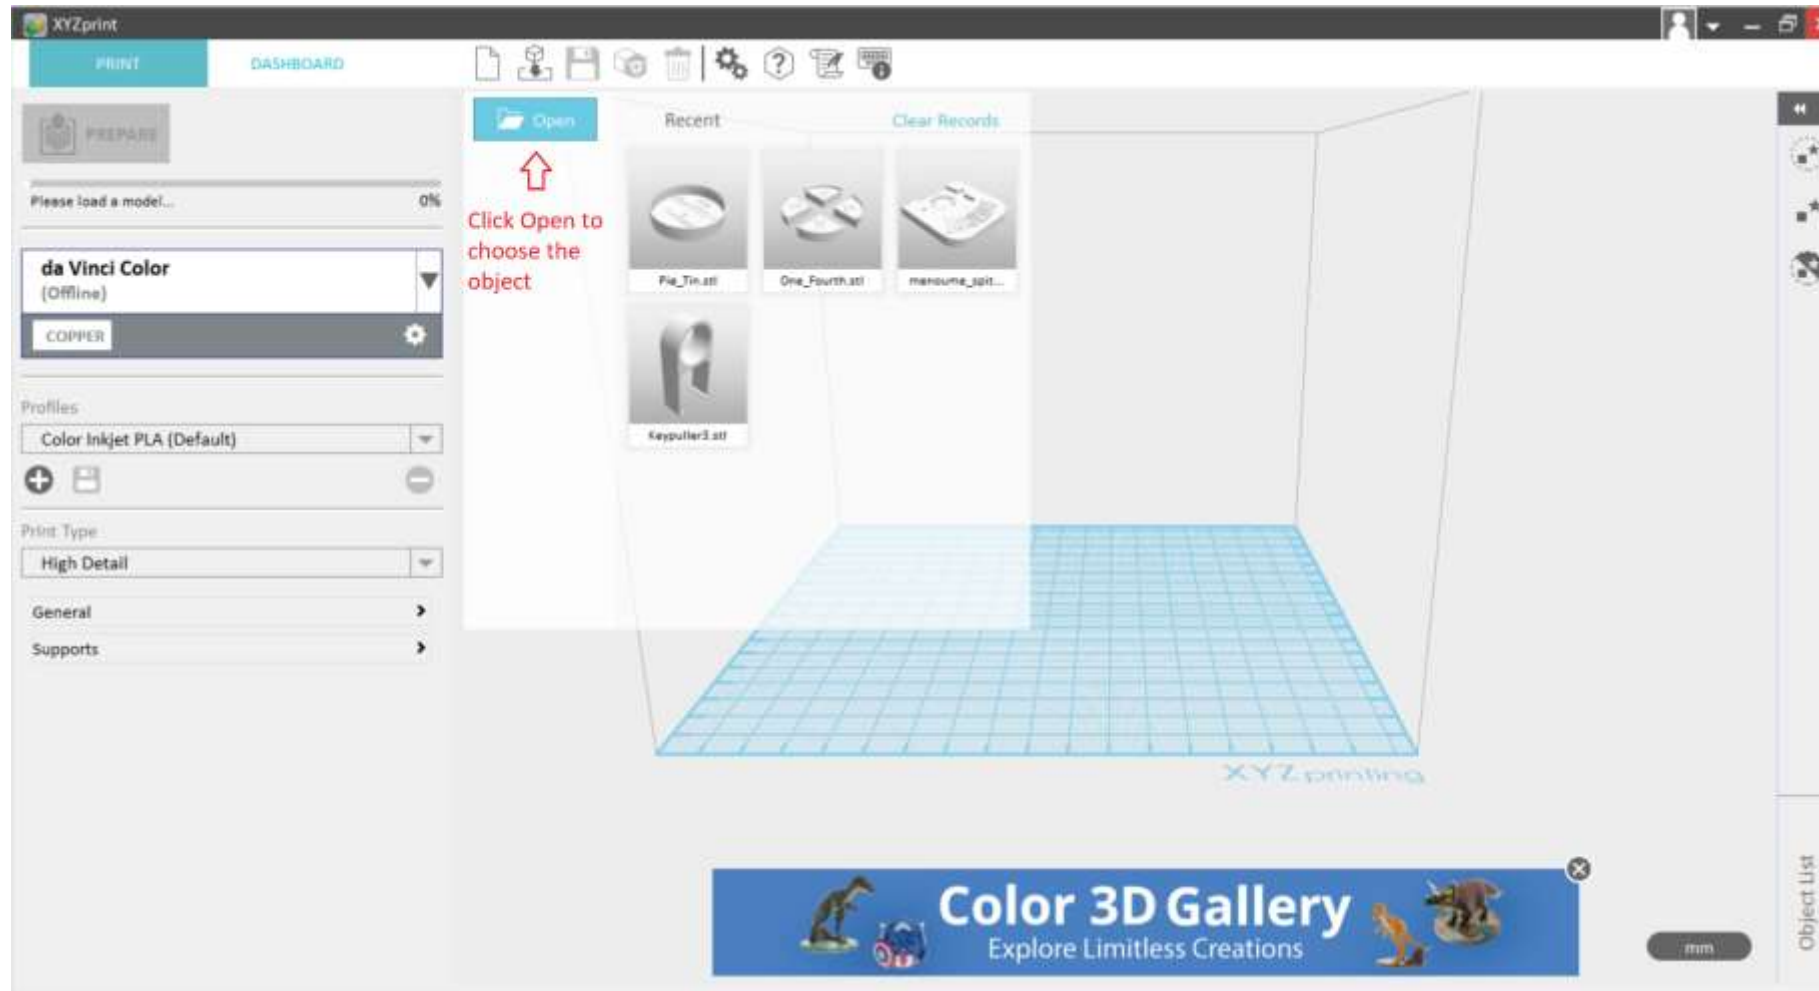 XYZprint
PRINT
DASHBOARD
PREPARE
Please load a model...
0%
da Vinci Color
(Offline)
COPPER
Profiles
Color Inkjet PLA (Default)
Print Type
High Detail
General
Supports
Open
Recent
Clear Records
Click Open to
choose the
object
Pie_Tin.stl
One_Fourth.stl
manoume_spit...
Keypuller3.stl
XYZprinting
Color 3D Gallery
Explore Limitless Creations
mm
Object List